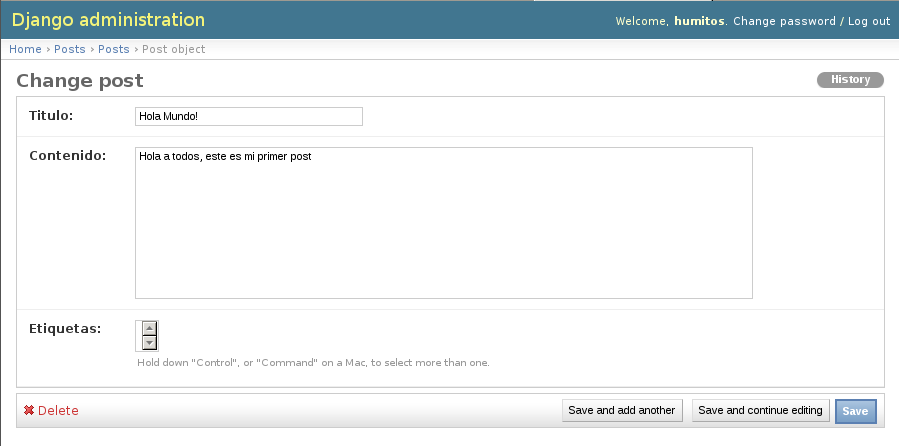 Django administration
Welcome, humitos. Change password / Log out
Home › Posts › Posts › Post object
Change post
History
Titulo:
Hola Mundo!
Contenido:
Hola a todos, este es mi primer post
Etiquetas:
Hold down "Control", or "Command" on a Mac, to select more than one.
Delete
Save and add another
Save and continue editing
Save